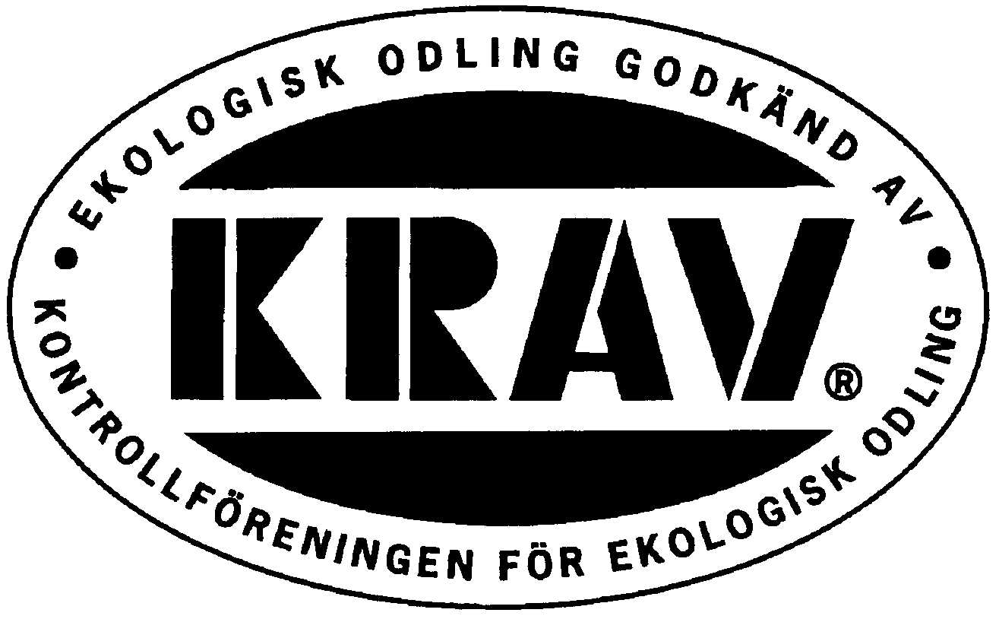 • EKOLOGISK ODLING GODKÄND AV •
KRAV®
KONTROLLFÖRENINGEN FÖR EKOLOGISK ODLING